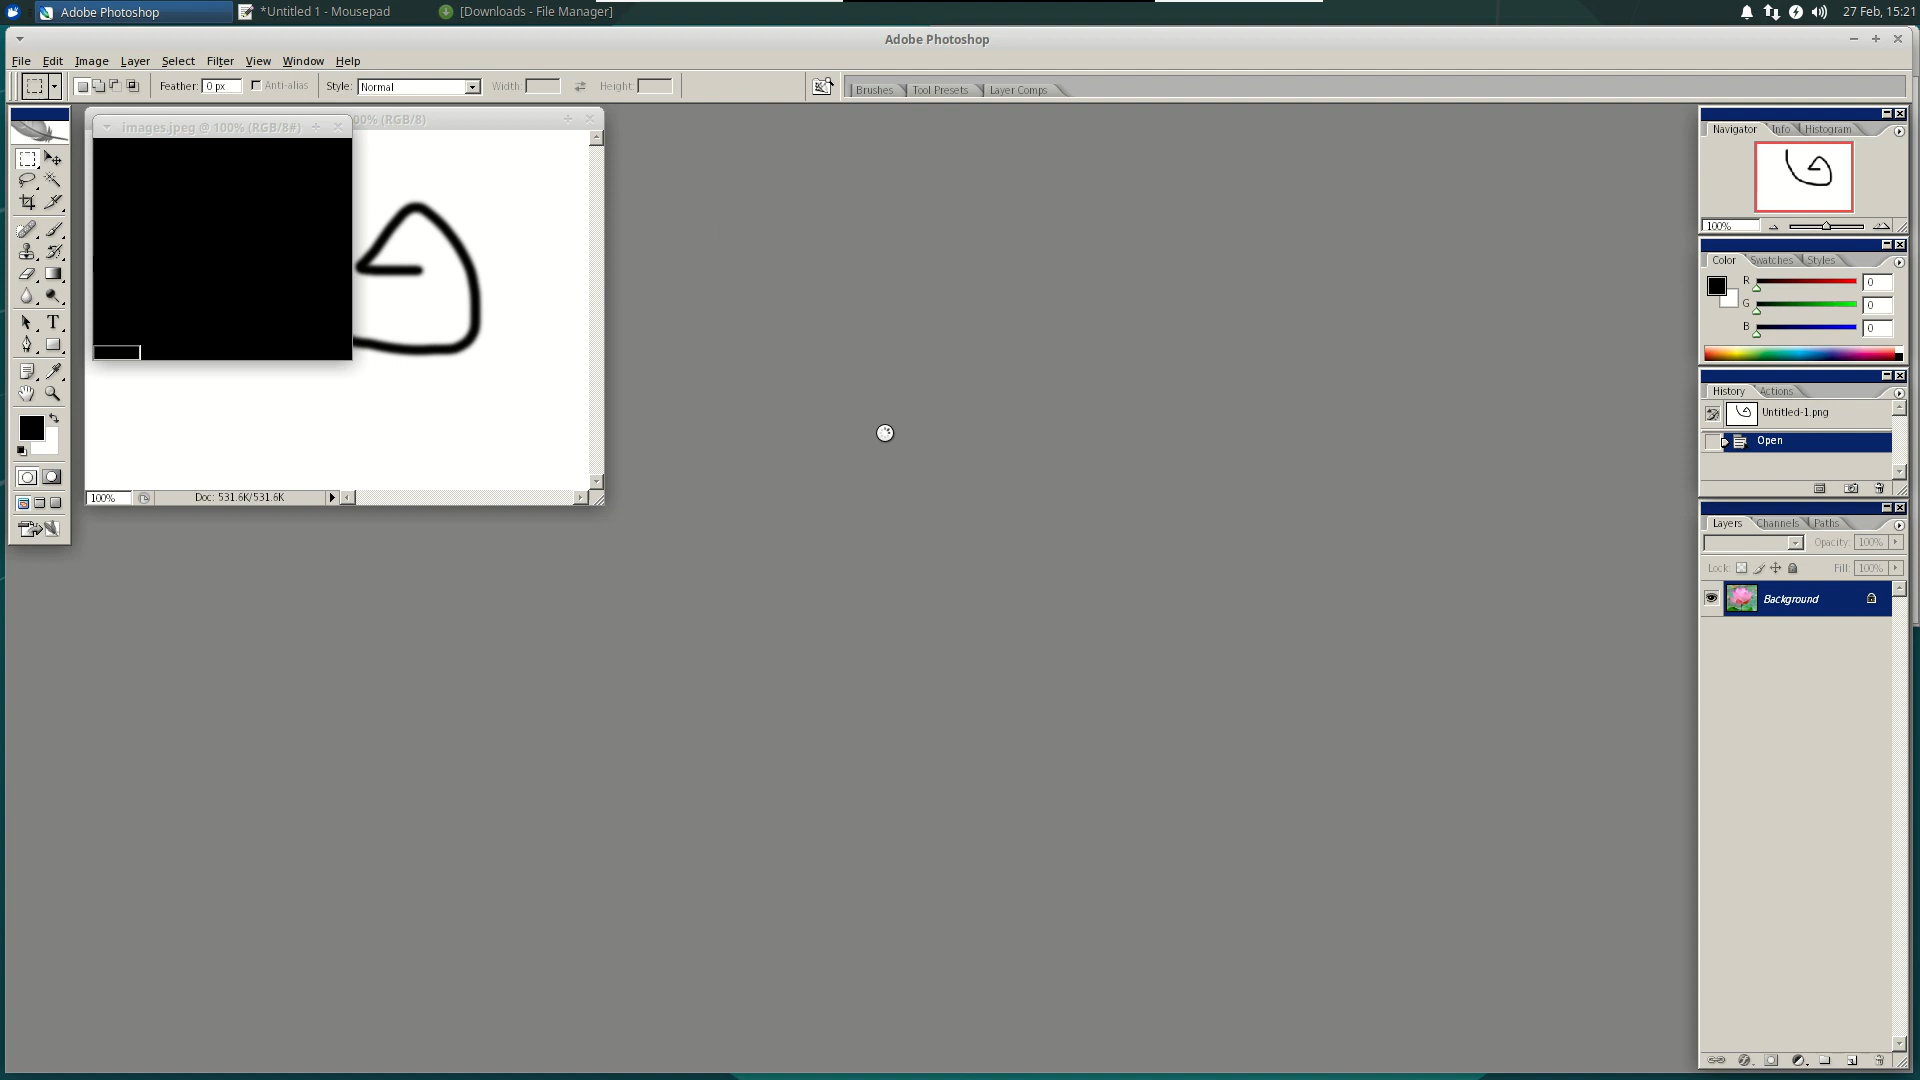 Adobe Photoshop
*Untitled 1 - Mousepad
[Downloads - File Manager]
27 Feb, 15:21
Adobe Photoshop
File Edit Image Layer Select Filter View Window Help
Feather: 0 px Anti-alias Style: Normal Width: Height: Brushes Tool Presets Layer Comps
images.jpeg @ 100% (RGB/8#)
00% (RGB/8)
100% Doc: 531.6K/531.6K
Navigator Info Histogram
100%
Color Swatches Styles
R 0
G 0
B 0
History Actions
Untitled-1.png
Open
Layers Channels Paths
Opacity: 100%
Lock: Fill: 100%
Background
T